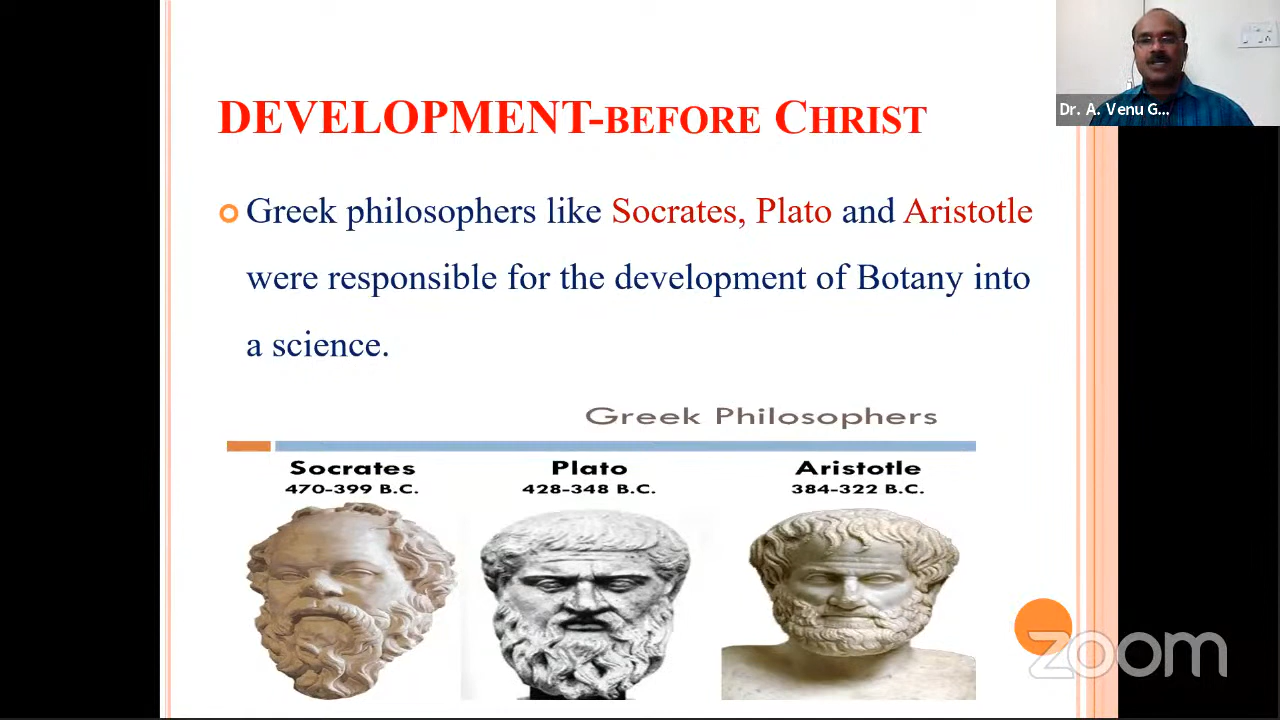 DEVELOPMENT-BEFORE CHRIST
Dr. A. Venu G...
Greek philosophers like Socrates, Plato and Aristotle
were responsible for the development of Botany into
a science.
Greek Philosophers
Socrates
470-399 B.C.
Plato
428-348 B.C.
Aristotle
384-322 B.C.
zoom